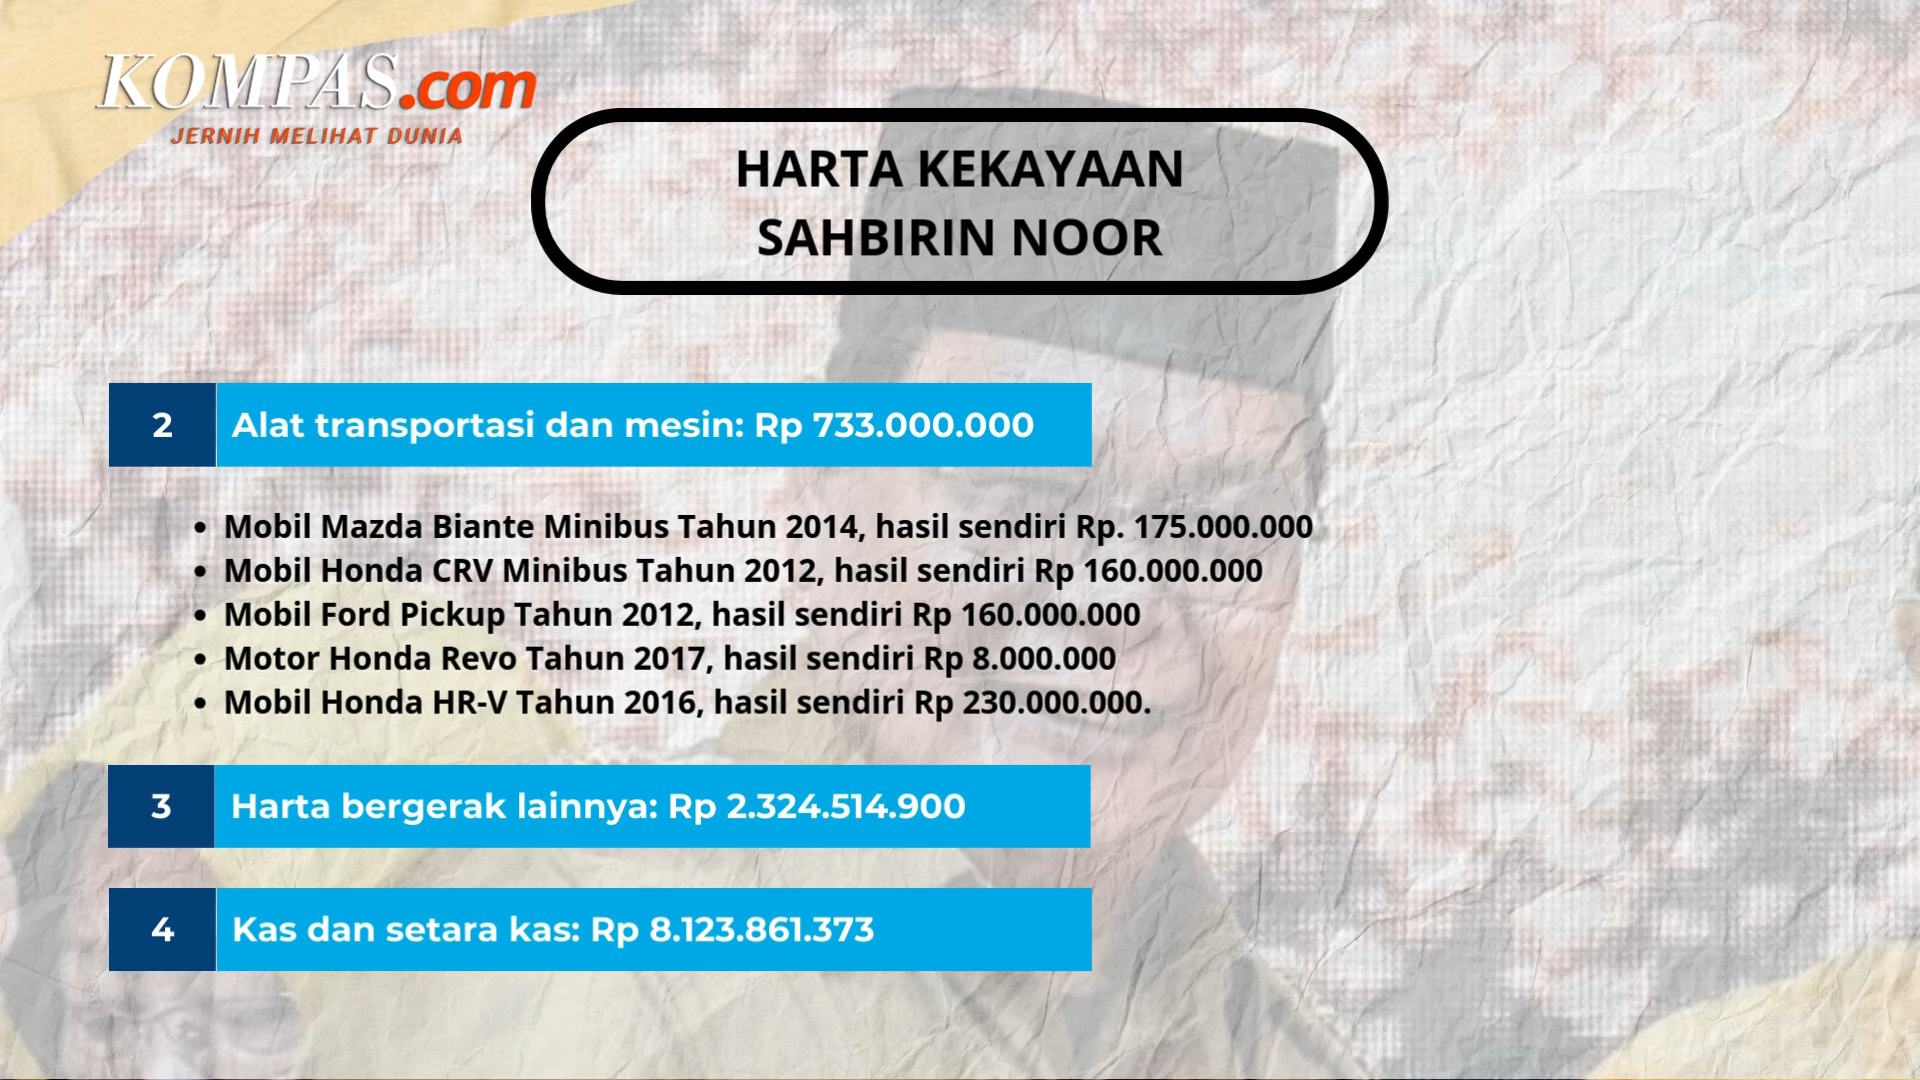 KOMPAS.com
JERNIH MELIHAT DUNIA
HARTA KEKAYAAN
SAHBIRIN NOOR
2 Alat transportasi dan mesin: Rp 733.000.000
• Mobil Mazda Biante Minibus Tahun 2014, hasil sendiri Rp. 175.000.000
• Mobil Honda CRV Minibus Tahun 2012, hasil sendiri Rp 160.000.000
• Mobil Ford Pickup Tahun 2012, hasil sendiri Rp 160.000.000
• Motor Honda Revo Tahun 2017, hasil sendiri Rp 8.000.000
• Mobil Honda HR-V Tahun 2016, hasil sendiri Rp 230.000.000.
3 Harta bergerak lainnya: Rp 2.324.514.900
4 Kas dan setara kas: Rp 8.123.861.373